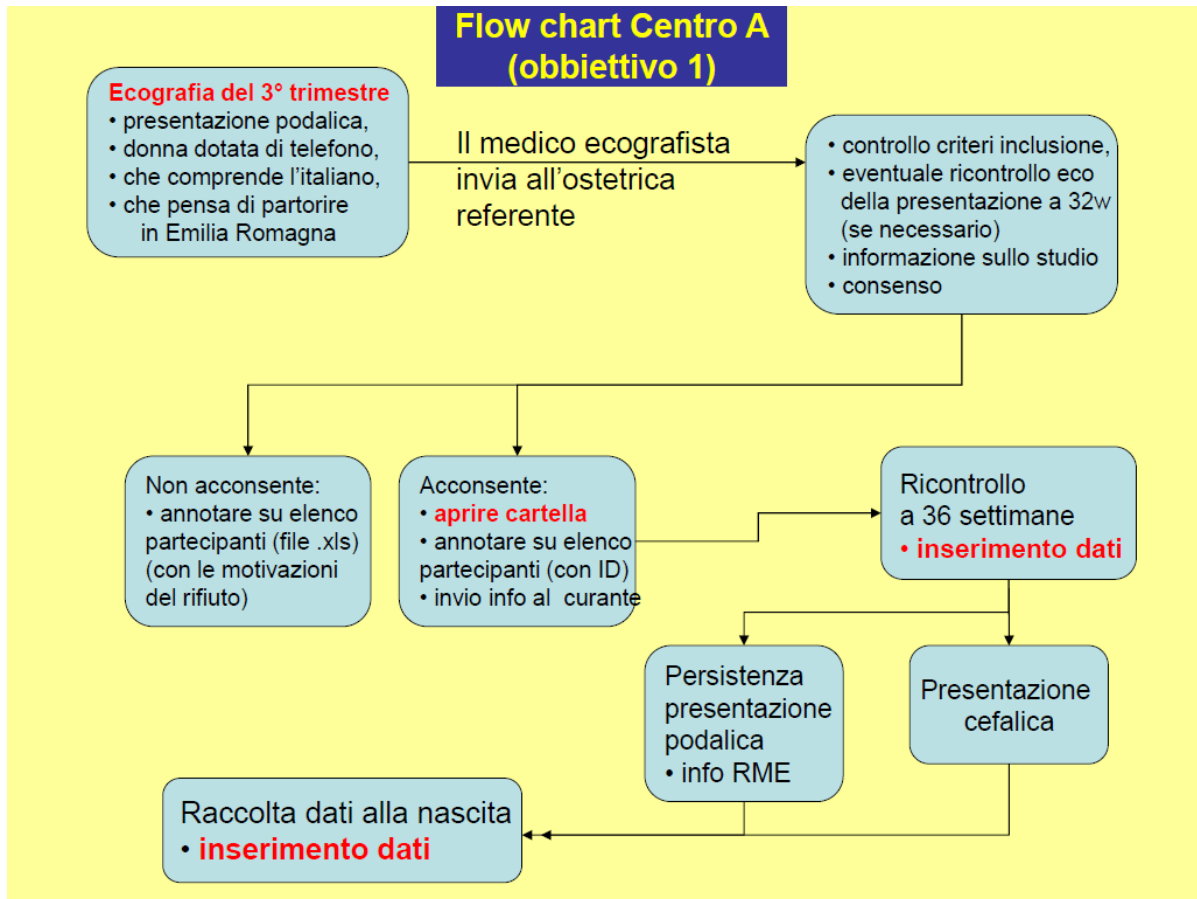 Flow chart Centro A
(obbiettivo 1)
Ecografia del 3° trimestre
• presentazione podalica,
• donna dotata di telefono,
• che comprende l'italiano,
• che pensa di partorire
in Emilia Romagna
Il medico ecografista
invia all'ostetrica
referente
• controllo criteri inclusione,
• eventuale ricontrollo eco
della presentazione a 32w
(se necessario)
• informazione sullo studio
• consenso
Non acconsente:
• annotare su elenco
partecipanti (file .xls)
(con le motivazioni
del rifiuto)
Acconsente:
• aprire cartella
• annotare su elenco
partecipanti (con ID)
• invio info al curante
Ricontrollo
a 36 settimane
• inserimento dati
Persistenza
presentazione
podalica
• info RME
Presentazione
cefalica
Raccolta dati alla nascita
• inserimento dati